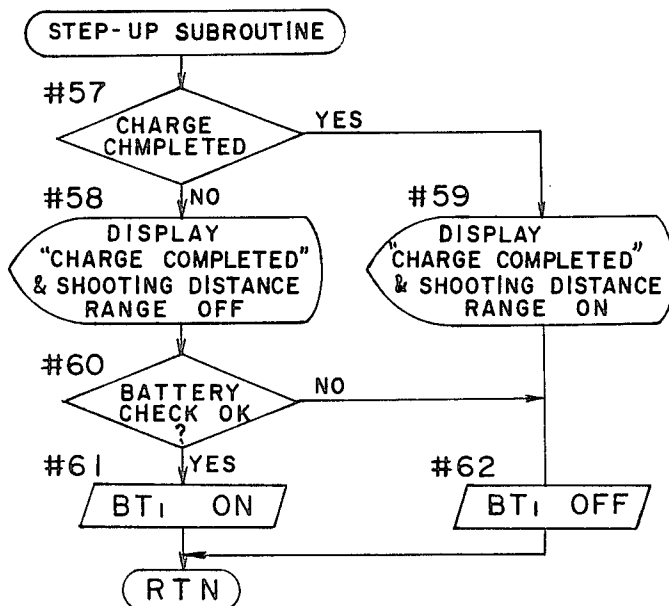 STEP-UP SUBROUTINE
#57
CHARGE
CHMPLETED
YES
NO
#58
DISPLAY
"CHARGE COMPLETED"
& SHOOTING DISTANCE
RANGE OFF
#59
DISPLAY
"CHARGE COMPLETED"
& SHOOTING DISTANCE
RANGE ON
#60
BATTERY
CHECK OK
?
NO
YES
#61
BT1 ON
#62
BT1 OFF
RTN